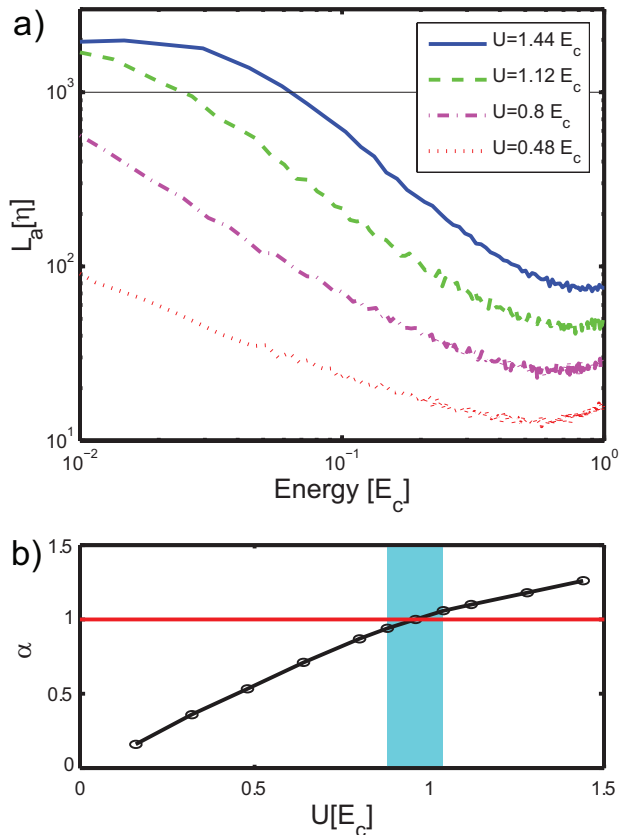 a)
U=1.44 E_c
U=1.12 E_c
U=0.8 E_c
U=0.48 E_c
L_a[η]
10^3
10^2
10^1
10^-2
10^-1
10^0
Energy [E_c]
b)
α
1.5
1
0.5
0
0
0.5
1
1.5
U[E_c]